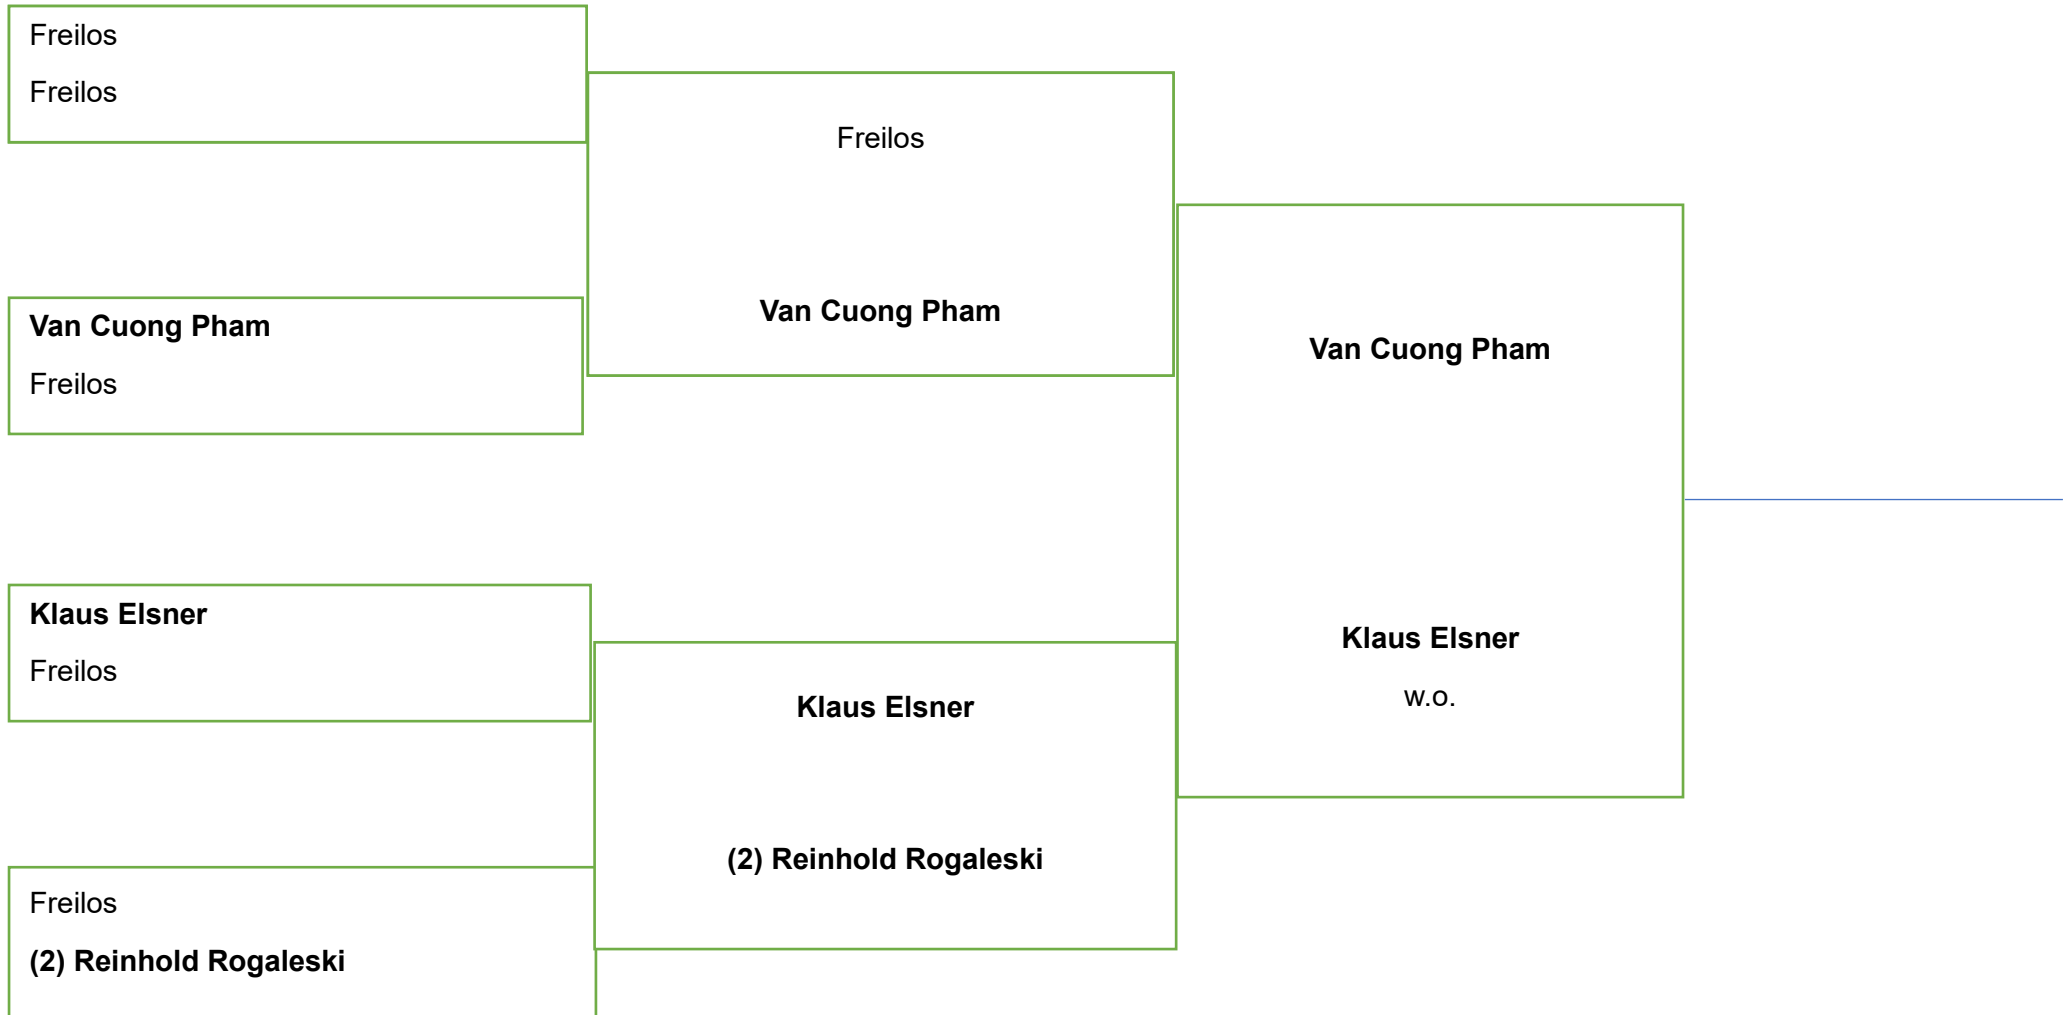 Freilos
Freilos
Van Cuong Pham
Freilos
Klaus Elsner
Freilos
Freilos
(2) Reinhold Rogaleski
Freilos
Van Cuong Pham
Klaus Elsner
(2) Reinhold Rogaleski
Van Cuong Pham
Klaus Elsner
w.o.